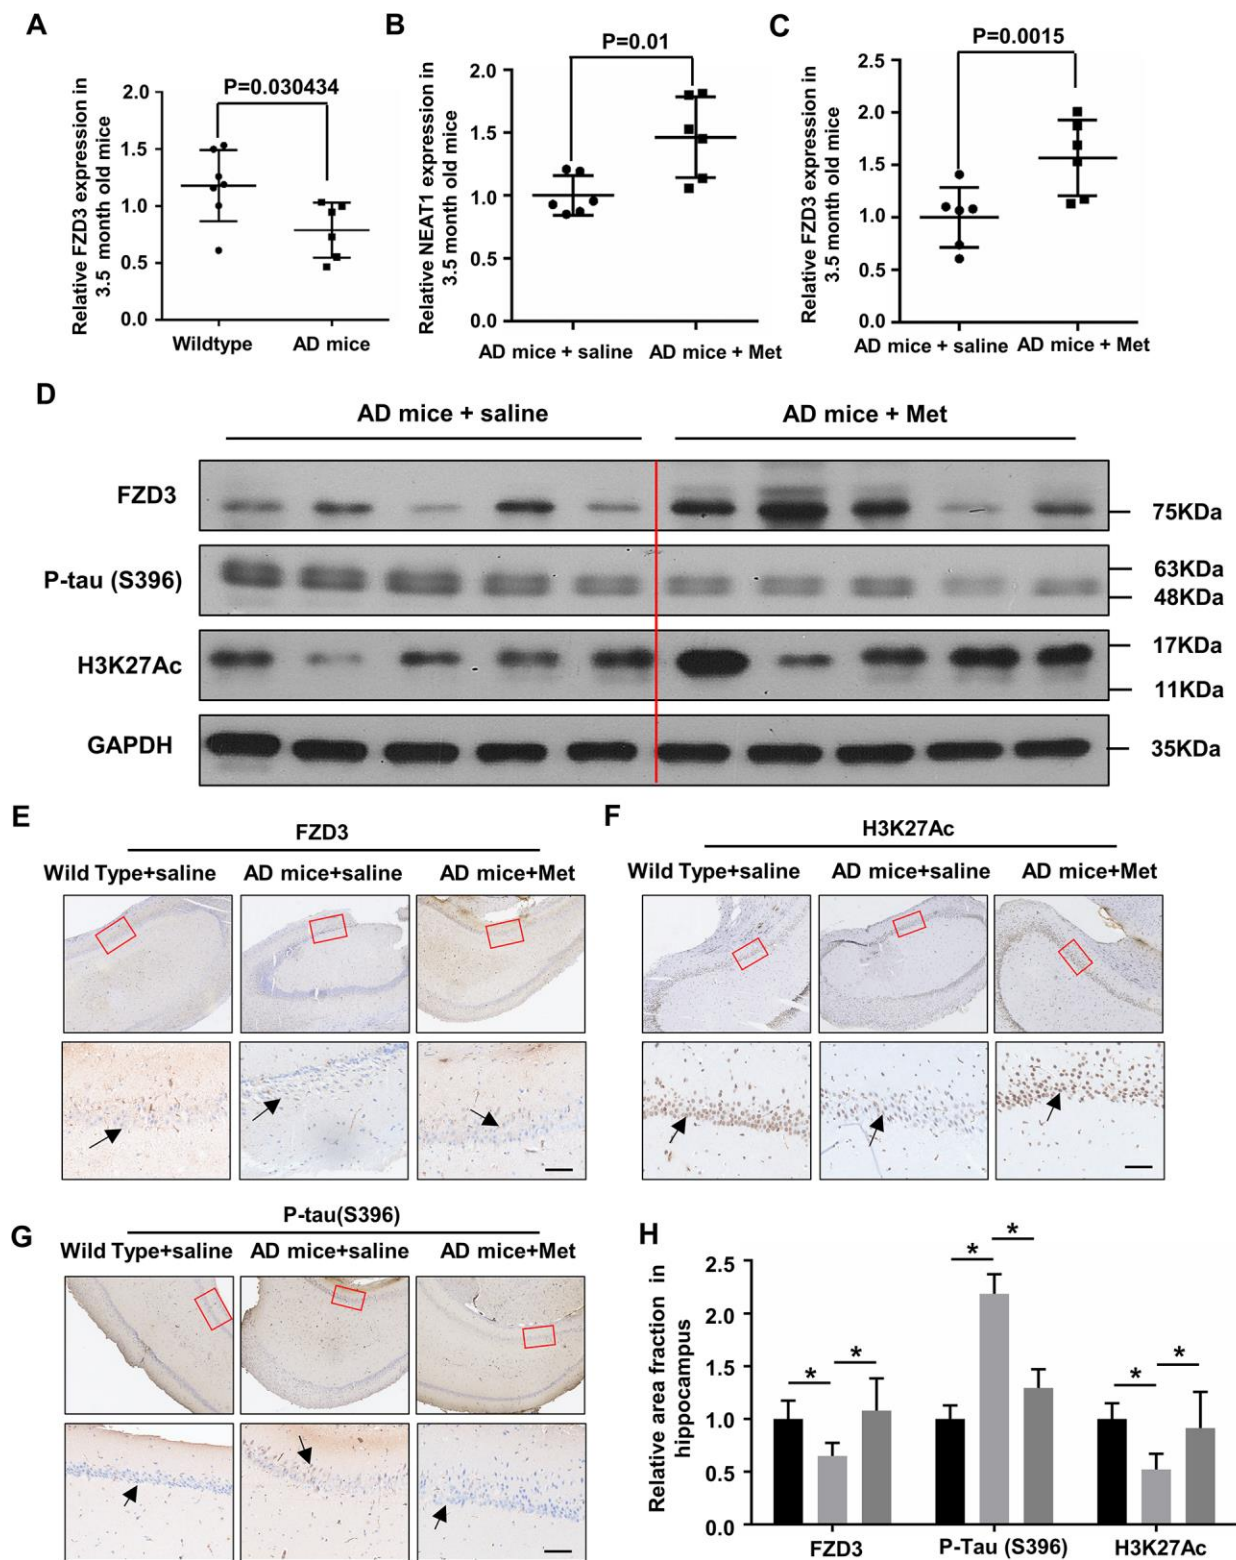 A
P=0.030434
Relative FZD3 expression in
3.5 month old mice
2.0
1.5
1.0
0.5
0.0
Wildtype
AD mice
B
P=0.01
Relative NEAT1 expression in
3.5 month old mice
2.0
1.5
1.0
0.5
0.0
AD mice + saline
AD mice + Met
C
P=0.0015
Relative FZD3 expression in
3.5 month old mice
2.5
2.0
1.5
1.0
0.5
0.0
AD mice + saline
AD mice + Met
D
AD mice + saline
AD mice + Met
FZD3
75KDa
P-tau (S396)
63KDa
48KDa
H3K27Ac
17KDa
11KDa
GAPDH
35KDa
E
FZD3
Wild Type+saline
AD mice+saline
AD mice+Met
F
H3K27Ac
Wild Type+saline
AD mice+saline
AD mice+Met
G
P-tau(S396)
Wild Type+saline
AD mice+saline
AD mice+Met
H
Relative area fraction in
hippocampus
2.5
2.0
1.5
1.0
0.5
0.0
*
*
*
*
*
*
FZD3
P-Tau (S396)
H3K27Ac